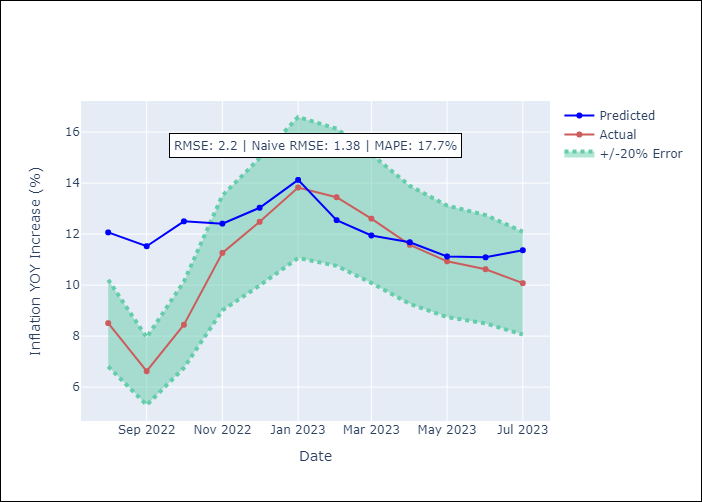 RMSE: 2.2 | Naive RMSE: 1.38 | MAPE: 17.7%
Predicted
Actual
+/-20% Error
16
14
12
10
8
6
Inflation YOY Increase (%)
Sep 2022 Nov 2022 Jan 2023 Mar 2023 May 2023 Jul 2023
Date